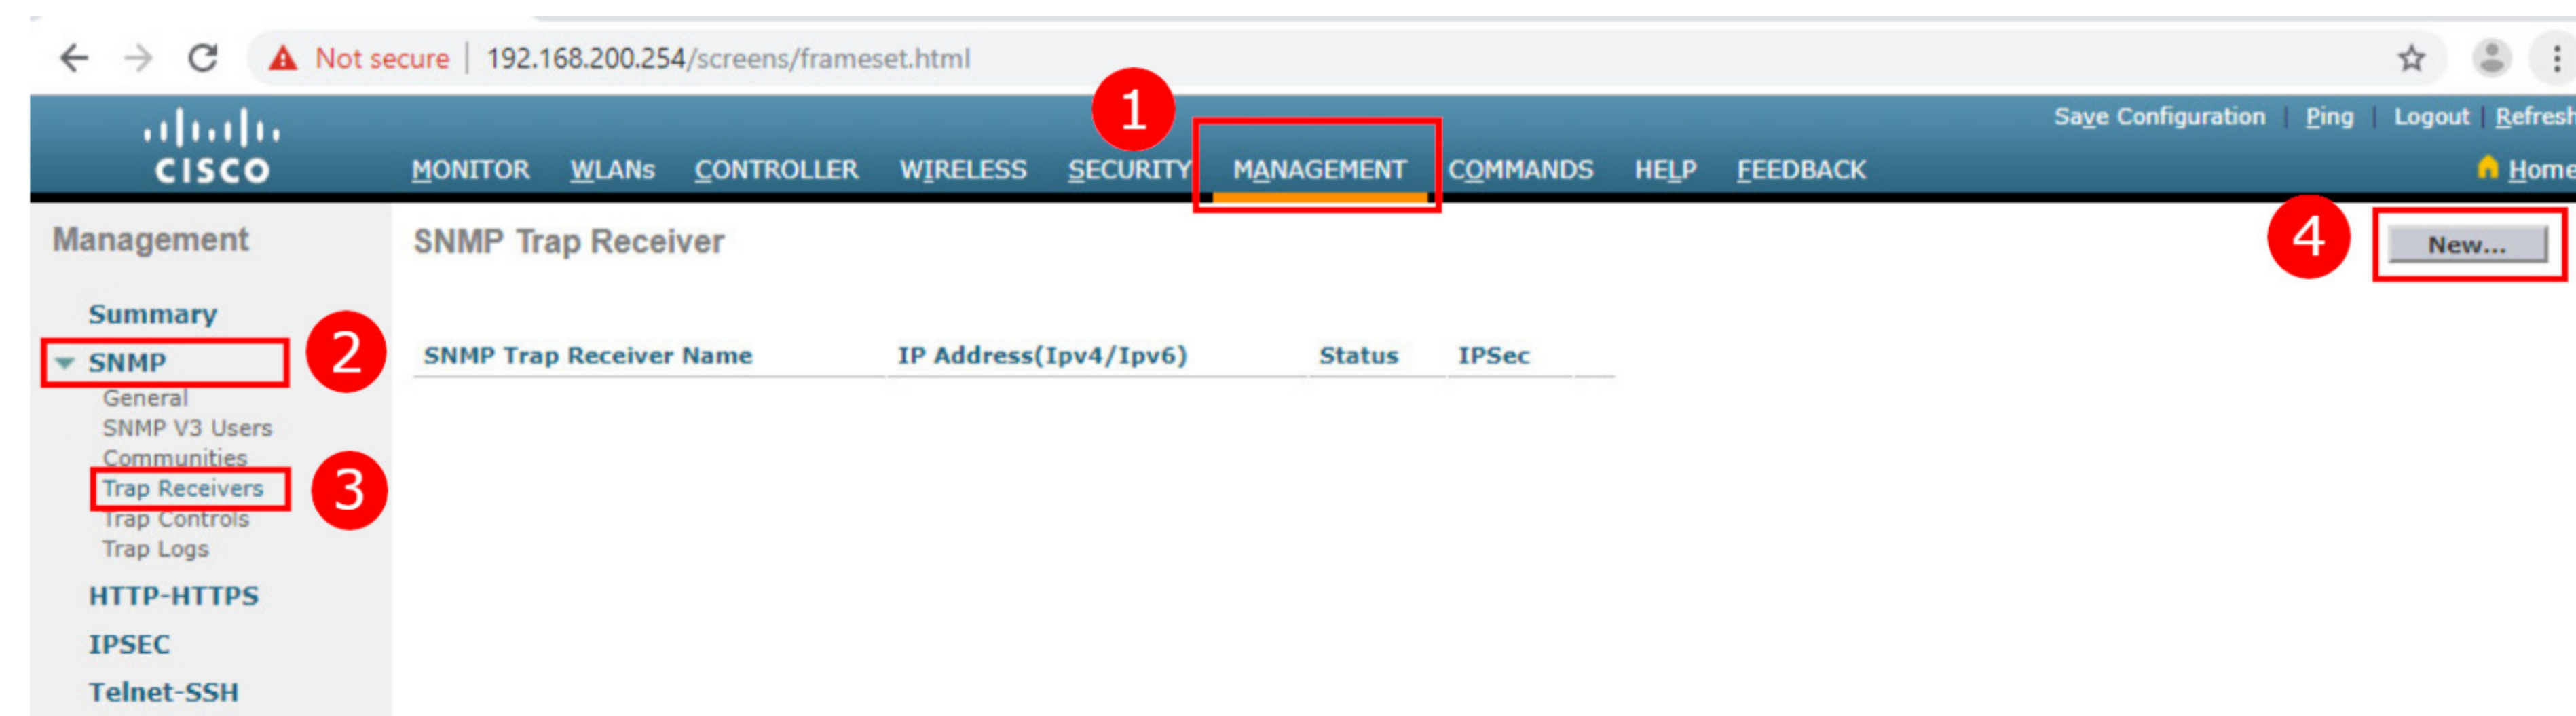 Not secure | 192.168.200.254/screens/frameset.html
1
Save Configuration | Ping | Logout | Refresh
CISCO MONITOR WLANs CONTROLLER WIRELESS SECURITY MANAGEMENT COMMANDS HELP FEEDBACK Home
Management
SNMP Trap Receiver
4
New...
Summary
SNMP
2
General
SNMP V3 Users
Communities
Trap Receivers
3
Trap Controls
Trap Logs
HTTP-HTTPS
IPSEC
Telnet-SSH
SNMP Trap Receiver Name IP Address(Ipv4/Ipv6) Status IPSec